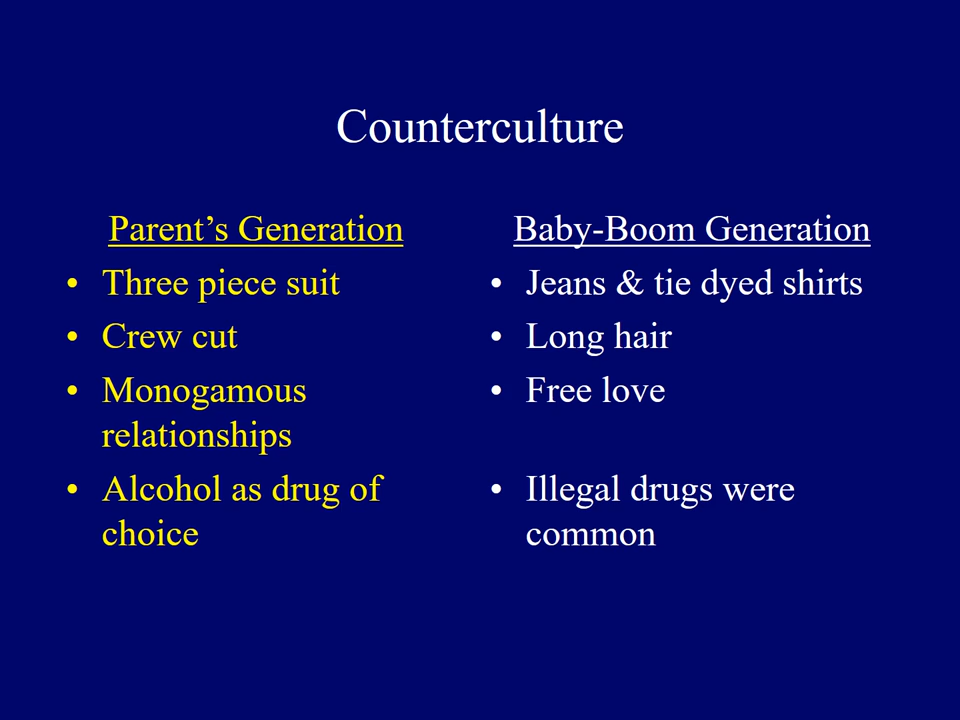 Counterculture
Parent’s Generation
• Three piece suit
• Crew cut
• Monogamous
relationships
• Alcohol as drug of
choice
Baby-Boom Generation
• Jeans & tie dyed shirts
• Long hair
• Free love
• Illegal drugs were
common